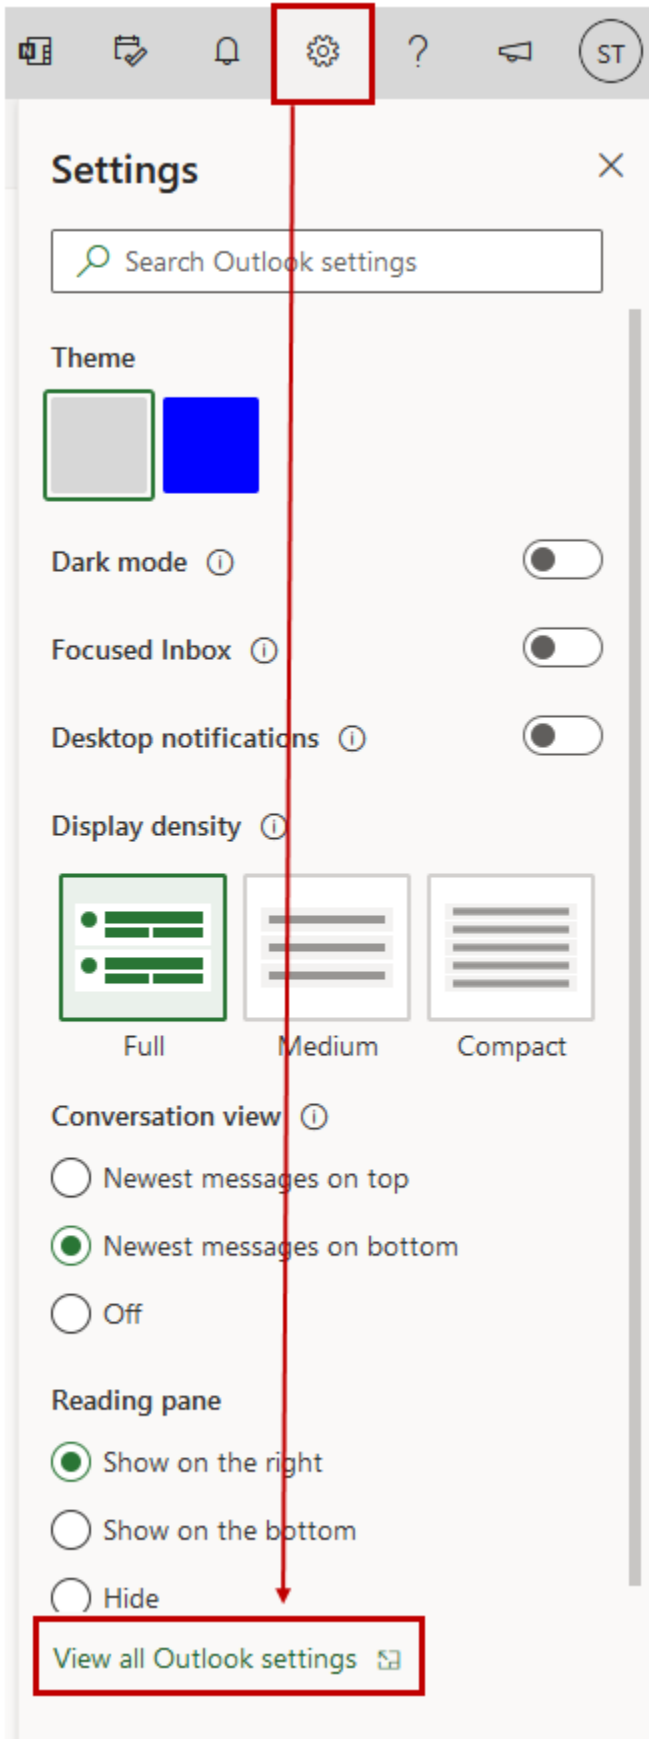 N
?
ST
Settings
Search Outlook settings
Theme
Dark mode
Focused Inbox
Desktop notifications
Display density
Full Medium Compact
Conversation view
Newest messages on top
Newest messages on bottom
Off
Reading pane
Show on the right
Show on the bottom
Hide
View all Outlook settings